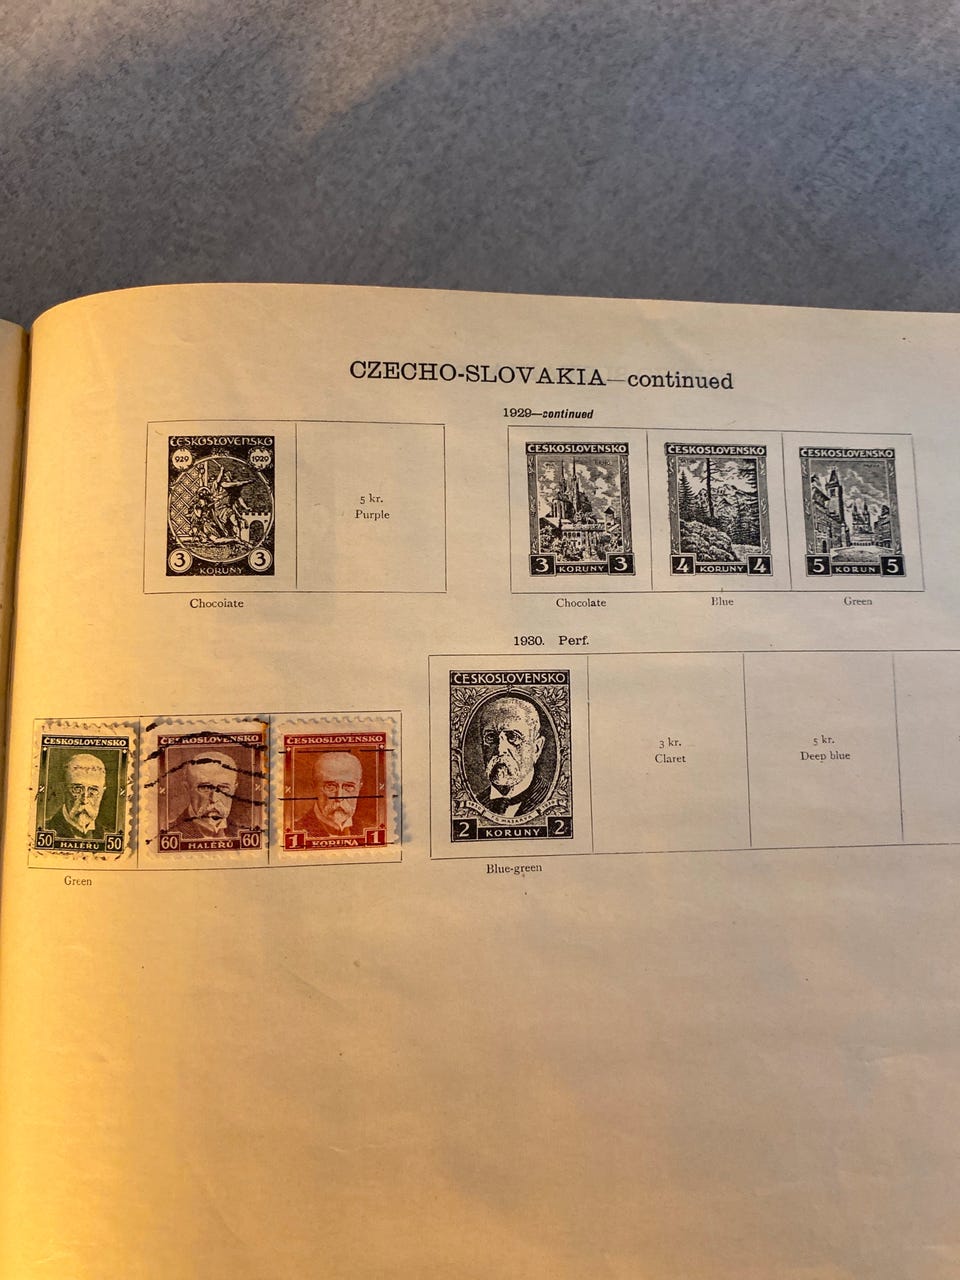 CZECHO-SLOVAKIA—continued
1929—continued
ČESKOSLOVENSKO
929 1929
3 3
KORUNY
Chocoiate
5 kr.
Purple
ČESKOSLOVENSKO
3 KORUNY 3
Chocolate
ČESKOSLOVENSKO
4 KORUNY 4
Blue
ČESKOSLOVENSKO
5 KORUN 5
Green
1930. Perf.
ČESKOSLOVENSKO
50 HALÉŘŮ 50
Green
ČESKOSLOVENSKO
60 HALÉŘŮ 60
ČESKOSLOVENSKO
1 KORUNA 1
ČESKOSLOVENSKO
2 KORUNY 2
Blue-green
3 kr.
Claret
5 kr.
Deep blue